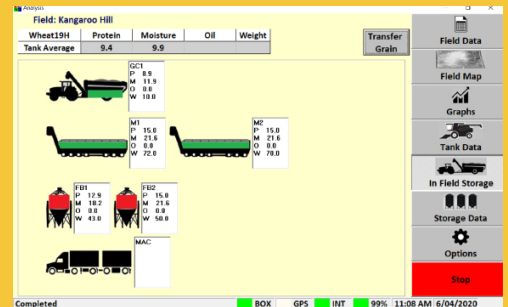 Analysis
Field: Kangaroo Hill
Wheat19H Protein Moisture Oil Weight
Tank Average 9.4 9.9
Transfer Grain
GC1
P 8.9
M 11.9
O 0.0
W 10.0
M1
P 15.0
M 21.6
O 0.0
W 72.0
M2
P 15.0
M 21.6
O 0.0
W 70.0
FB1
P 12.9
M 18.2
O 0.0
W 43.0
FB2
P 15.0
M 21.6
O 0.0
W 50.0
MAC
Field Data
Field Map
Graphs
Tank Data
In Field Storage
Storage Data
Options
Stop
Completed BOX GPS INT 99% 11:08 AM 6/04/2020